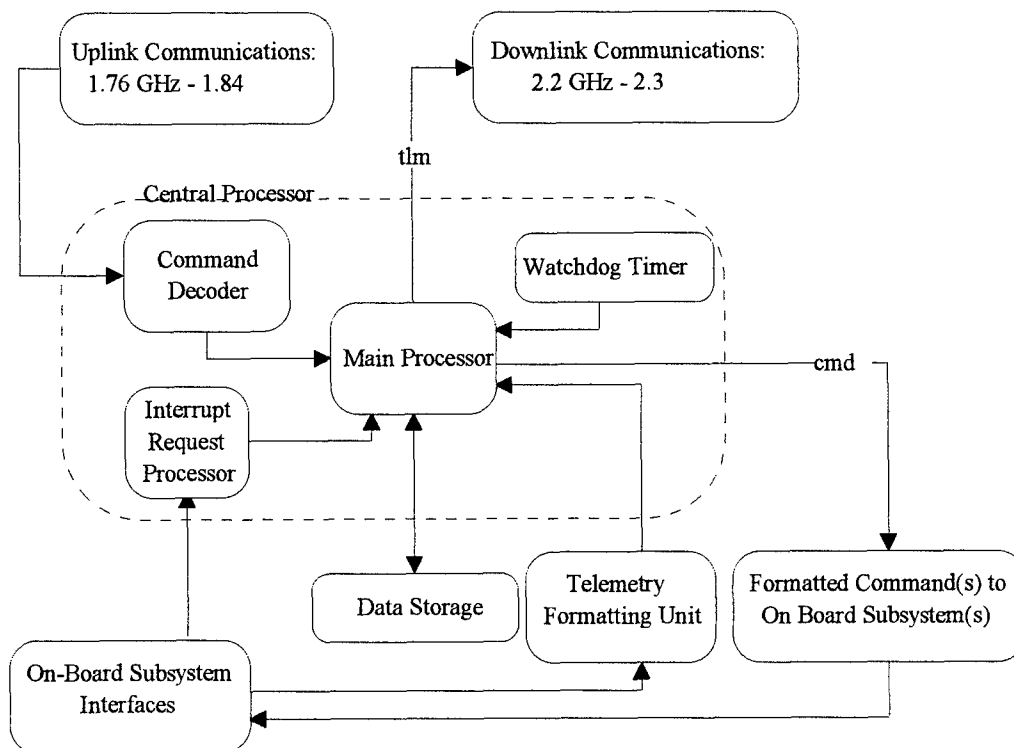 Uplink Communications:
1.76 GHz - 1.84
Downlink Communications:
2.2 GHz - 2.3
tlm
Central Processor
Command
Decoder
Watchdog Timer
Main Processor
cmd
Interrupt
Request
Processor
Data Storage
Telemetry
Formatting Unit
Formatted Command(s) to
On Board Subsystem(s)
On-Board Subsystem
Interfaces